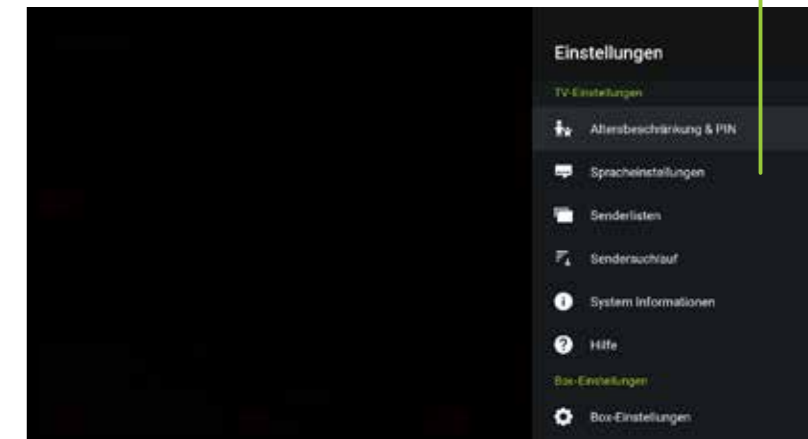 Einstellungen
TV-Einstellungen
Altersbeschränkung & PIN
Spracheinstellungen
Senderlisten
Sendersuchlauf
System Informationen
Hilfe
Box-Einstellungen
Box-Einstellungen